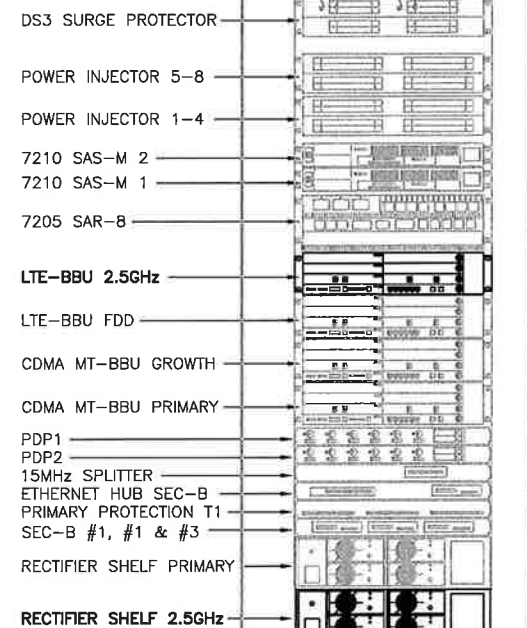 DS3 SURGE PROTECTOR
POWER INJECTOR 5-8
POWER INJECTOR 1-4
7210 SAS-M 2
7210 SAS-M 1
7205 SAR-8
LTE-BBU 2.5GHz
LTE-BBU FDD
CDMA MT-BBU GROWTH
CDMA MT-BBU PRIMARY
PDP1
PDP2
15MHz SPLITTER
ETHERNET HUB SEC-B
PRIMARY PROTECTION T1
SEC-B #1, #1 & #3
RECTIFIER SHELF PRIMARY
RECTIFIER SHELF 2.5GHz